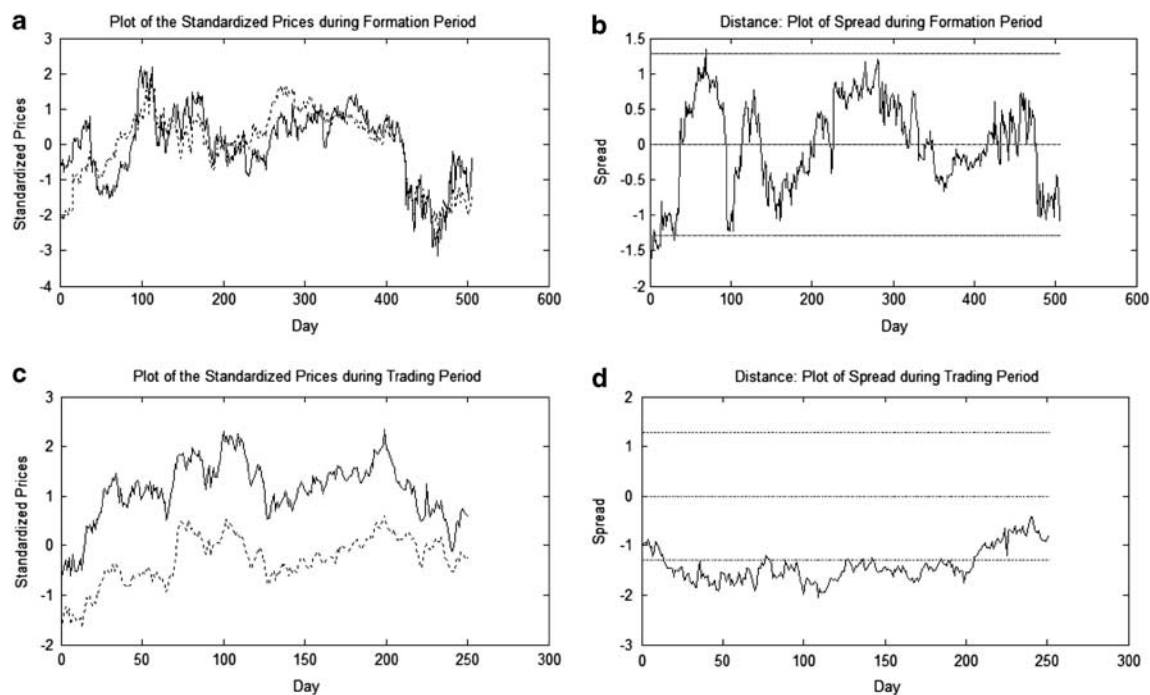 a
Plot of the Standardized Prices during Formation Period
3
2
1
0
-1
-2
-3
-4
Standardized Prices
0 100 200 300 400 500 600
Day
b
Distance: Plot of Spread during Formation Period
1.5
1
0.5
0
-0.5
-1
-1.5
-2
Spread
0 100 200 300 400 500 600
Day
c
Plot of the Standardized Prices during Trading Period
3
2
1
0
-1
-2
Standardized Prices
0 50 100 150 200 250 300
Day
d
Distance: Plot of Spread during Trading Period
2
1
0
-1
-2
-3
Spread
0 50 100 150 200 250 300
Day